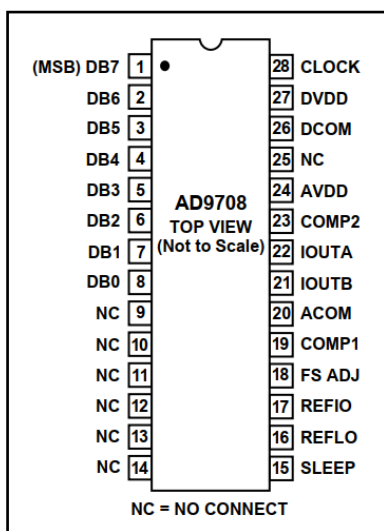 (MSB) DB7 1 28 CLOCK
DB6 2 27 DVDD
DB5 3 26 DCOM
DB4 4 25 NC
DB3 5 24 AVDD
DB2 6 23 COMP2
DB1 7 22 IOUTA
DB0 8 21 IOUTB
NC 9 20 ACOM
NC 10 19 COMP1
NC 11 18 FS ADJ
NC 12 17 REFIO
NC 13 16 REFLO
NC 14 15 SLEEP
AD9708
TOP VIEW
(Not to Scale)
NC = NO CONNECT